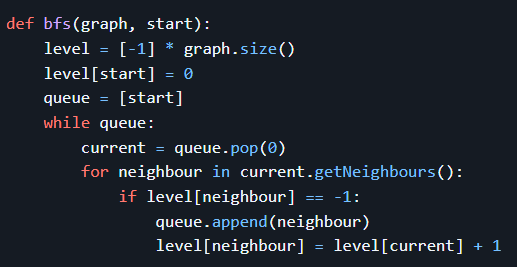 def bfs(graph, start):
    level = [-1] * graph.size()
    level[start] = 0
    queue = [start]
    while queue:
        current = queue.pop(0)
        for neighbour in current.getNeighbours():
            if level[neighbour] == -1:
                queue.append(neighbour)
                level[neighbour] = level[current] + 1